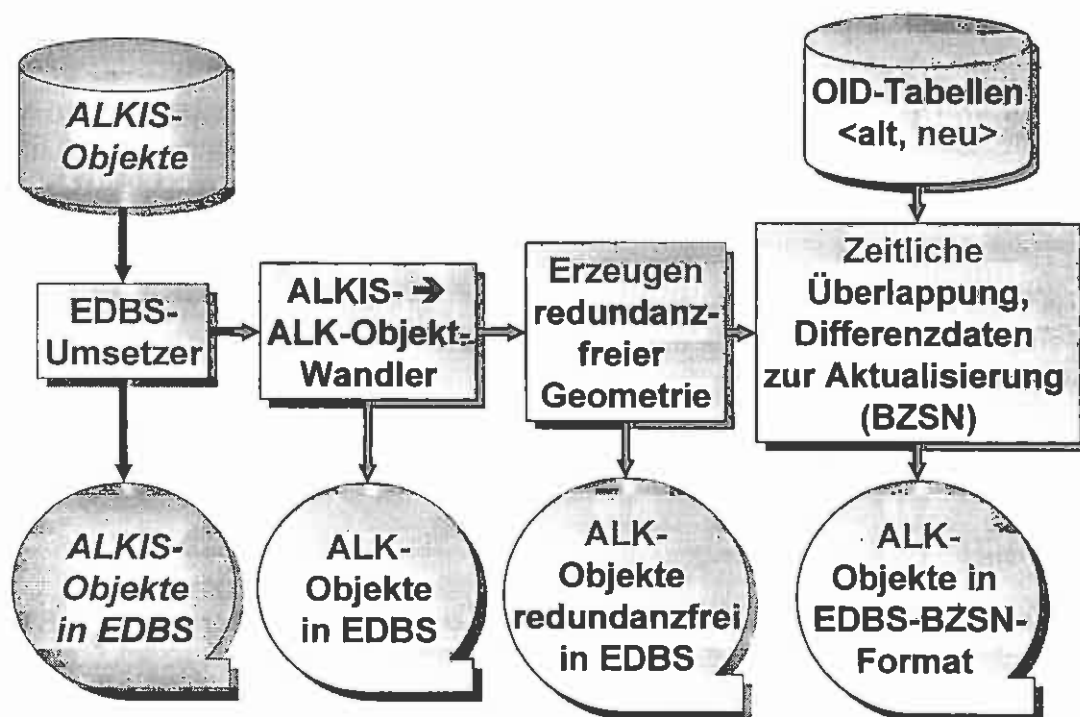 ALKIS-
Objekte
OID-Tabellen
<alt, neu>
EDBS-
Umsetzer
ALKIS- ➔
ALK-Objekt-
Wandler
Erzeugen
redundanz-
freier
Geometrie
Zeitliche
Überlappung,
Differenzdaten
zur Aktualisierung
(BZSN)
ALKIS-
Objekte
in EDBS
ALK-
Objekte
in EDBS
ALK-
Objekte
redundanzfrei
in EDBS
ALK-
Objekte in
EDBS-BZSN-
Format